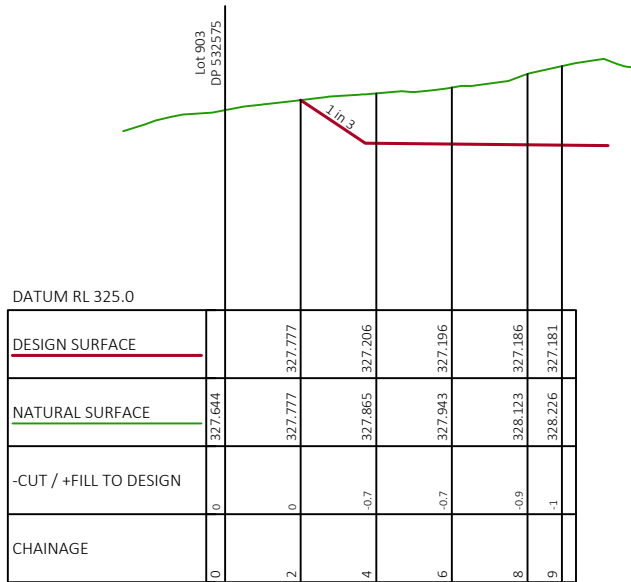 Lot 903
DP 532575
1 in 3
DATUM RL 325.0
DESIGN SURFACE 327.777 327.206 327.196 327.186 327.181
NATURAL SURFACE 327.644 327.777 327.865 327.943 328.123 328.226
-CUT / +FILL TO DESIGN 0 0 -0.7 -0.7 -0.9 -1
CHAINAGE 0 2 4 6 8 9